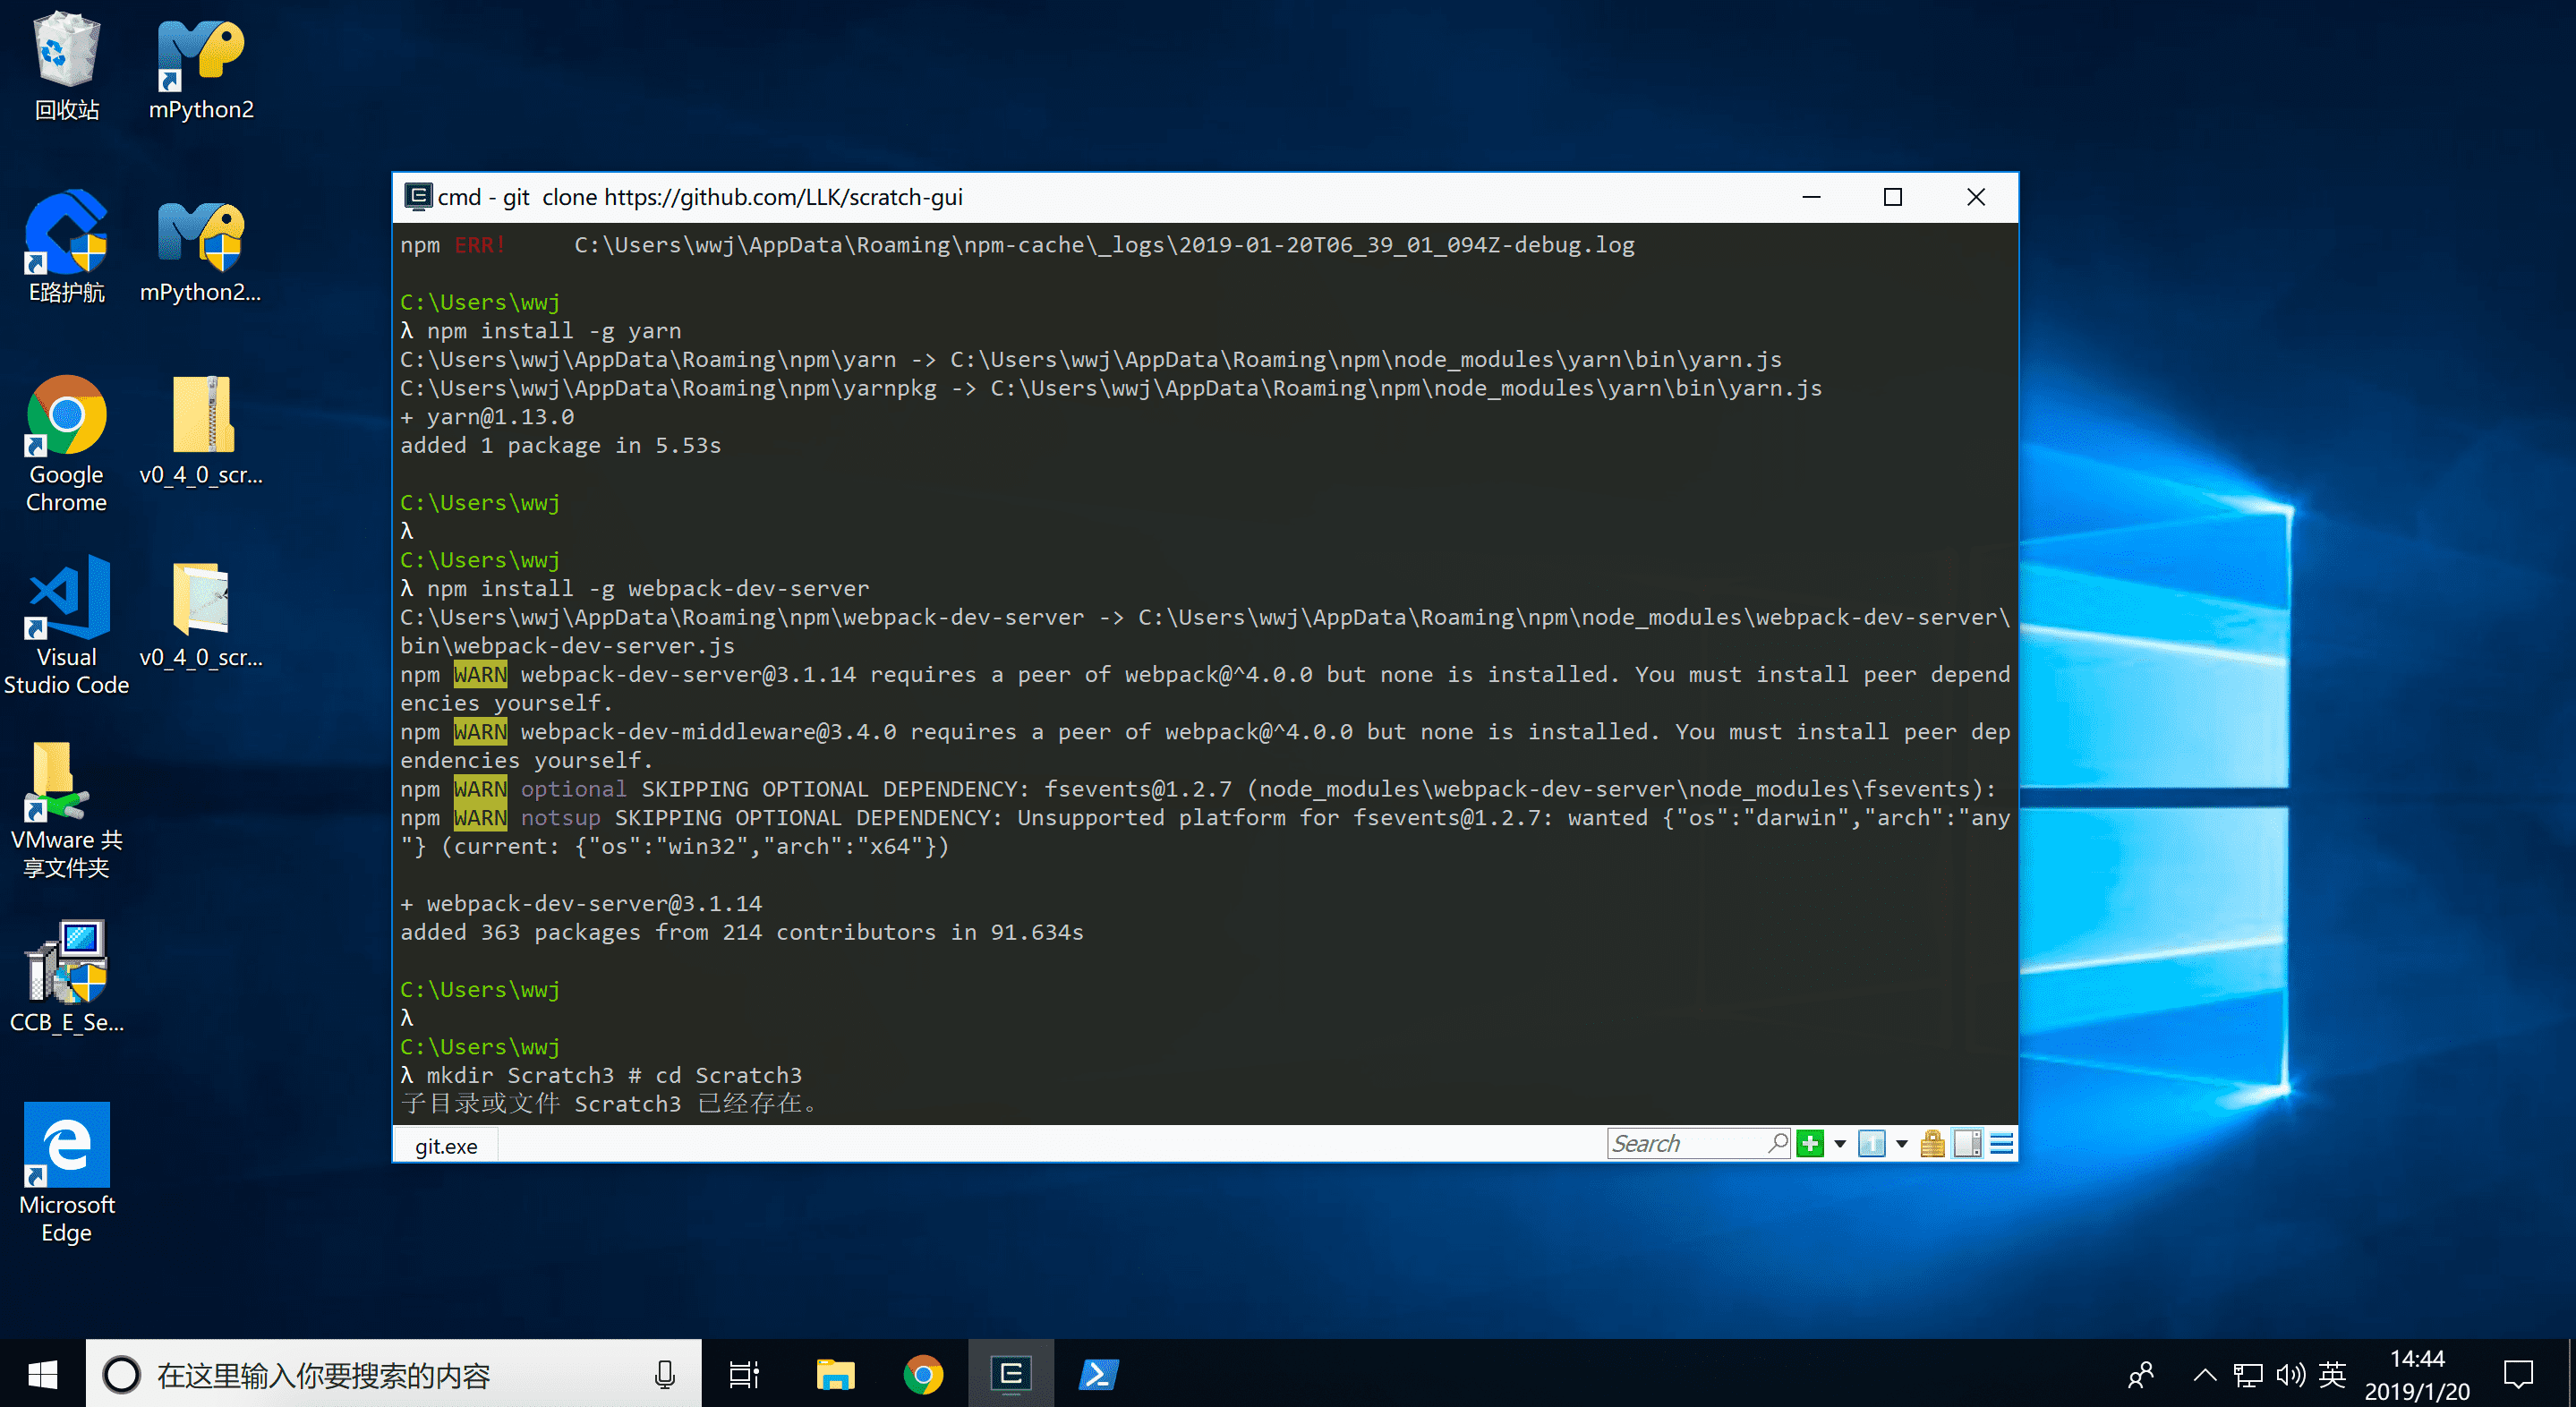 回收站
mPython2
E路护航
mPython2...
Google
Chrome
v0_4_0_scr...
Visual
Studio Code
v0_4_0_scr...
VMware 共
享文件夹
CCB_E_Se...
Microsoft
Edge
cmd - git  clone https://github.com/LLK/scratch-gui
npm ERR!     C:\Users\wwj\AppData\Roaming\npm-cache\_logs\2019-01-20T06_39_01_094Z-debug.log
C:\Users\wwj
λ npm install -g yarn
C:\Users\wwj\AppData\Roaming\npm\yarn -> C:\Users\wwj\AppData\Roaming\npm\node_modules\yarn\bin\yarn.js
C:\Users\wwj\AppData\Roaming\npm\yarnpkg -> C:\Users\wwj\AppData\Roaming\npm\node_modules\yarn\bin\yarn.js
+ yarn@1.13.0
added 1 package in 5.53s
C:\Users\wwj
λ
C:\Users\wwj
λ npm install -g webpack-dev-server
C:\Users\wwj\AppData\Roaming\npm\webpack-dev-server -> C:\Users\wwj\AppData\Roaming\npm\node_modules\webpack-dev-server\
bin\webpack-dev-server.js
npm WARN webpack-dev-server@3.1.14 requires a peer of webpack@^4.0.0 but none is installed. You must install peer depend
encies yourself.
npm WARN webpack-dev-middleware@3.4.0 requires a peer of webpack@^4.0.0 but none is installed. You must install peer dep
endencies yourself.
npm WARN optional SKIPPING OPTIONAL DEPENDENCY: fsevents@1.2.7 (node_modules\webpack-dev-server\node_modules\fsevents):
npm WARN notsup SKIPPING OPTIONAL DEPENDENCY: Unsupported platform for fsevents@1.2.7: wanted {"os":"darwin","arch":"any
"} (current: {"os":"win32","arch":"x64"})
+ webpack-dev-server@3.1.14
added 363 packages from 214 contributors in 91.634s
C:\Users\wwj
λ
C:\Users\wwj
λ mkdir Scratch3 # cd Scratch3
子目录或文件 Scratch3 已经存在。
git.exe
Search
1
在这里输入你要搜索的内容
英
14:44
2019/1/20